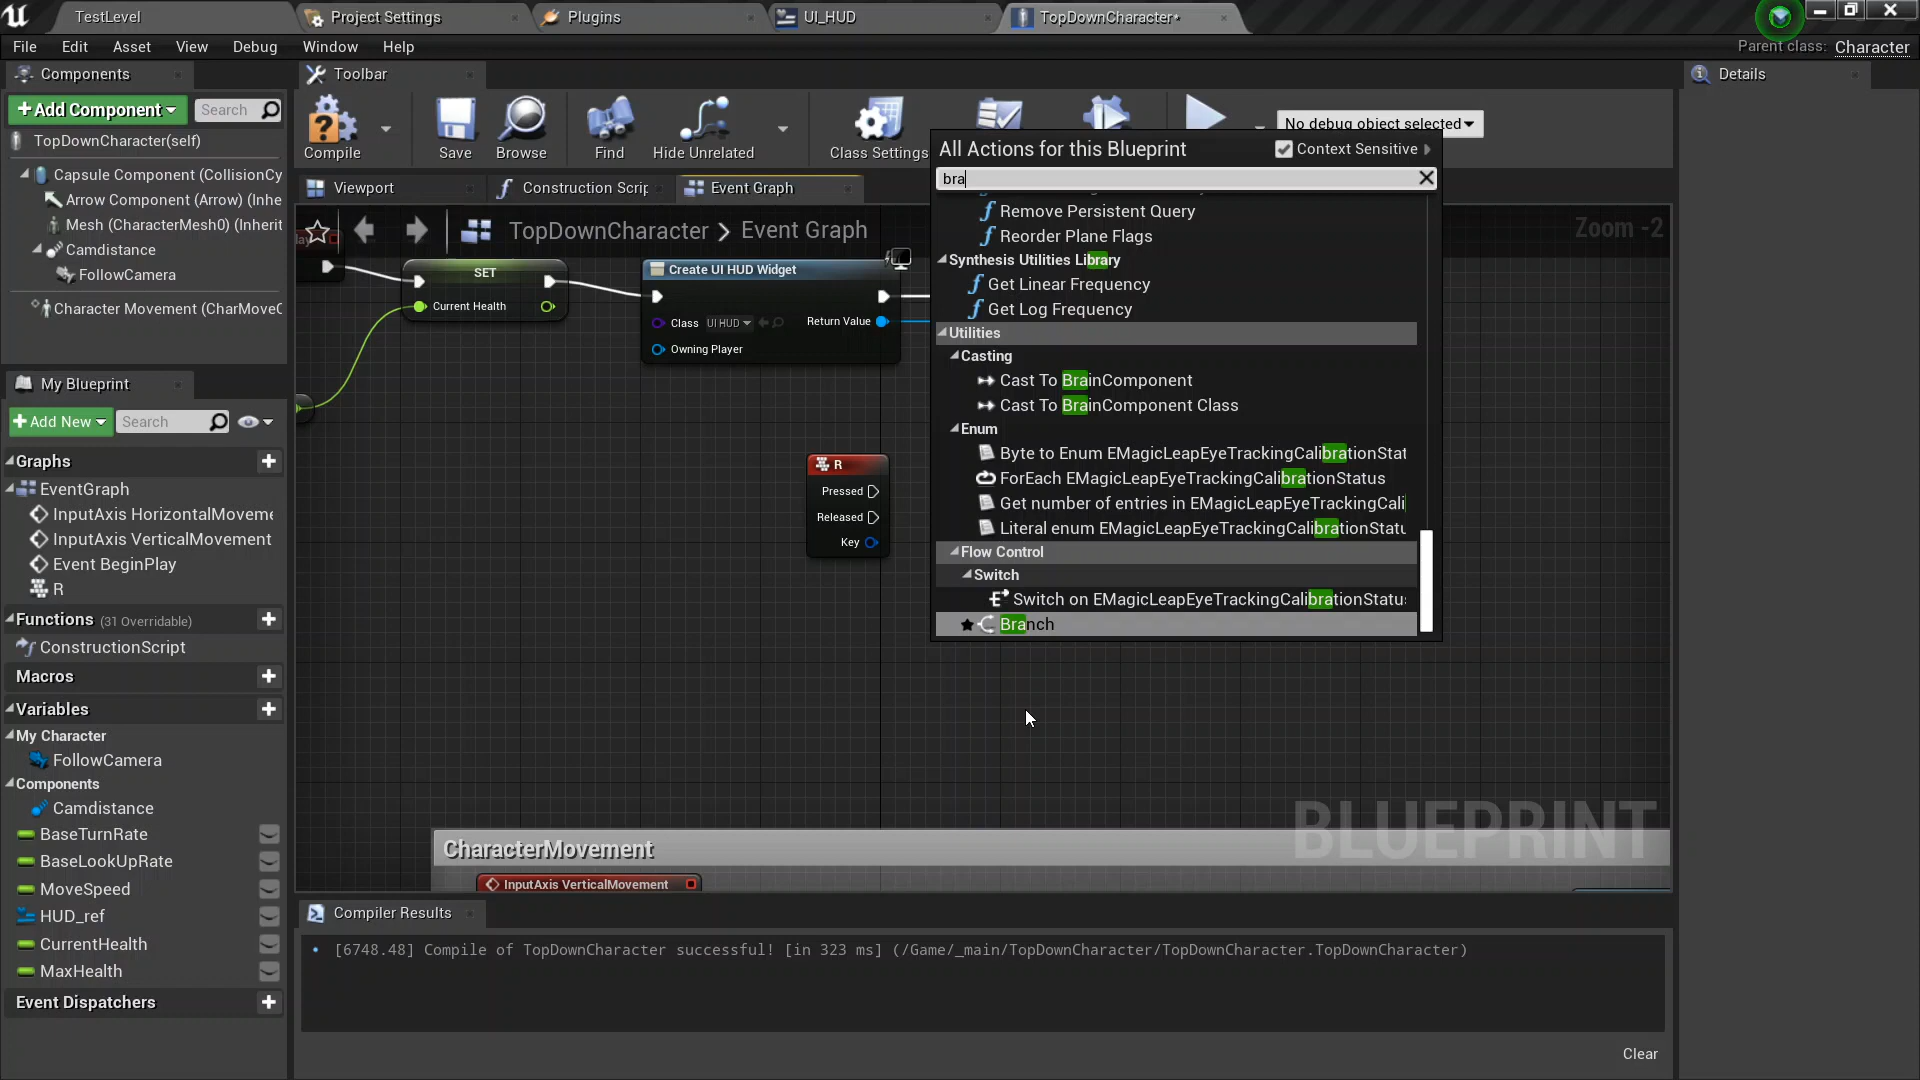 TestLevel
Project Settings
Plugins
UI_HUD
TopDownCharacter*
File Edit Asset View Debug Window Help
Parent class: Character
Components
Toolbar
Details
+Add Component
Search
Compile
Save
Browse
Find
Hide Unrelated
Class Settings
No debug object selected
TopDownCharacter(self)
Capsule Component (CollisionCy
Arrow Component (Arrow) (Inhe
Mesh (CharacterMesh0) (Inherit
Camdistance
FollowCamera
Character Movement (CharMoveC
Viewport
Construction Scrip
Event Graph
TopDownCharacter > Event Graph
Zoom -2
All Actions for this Blueprint
Context Sensitive
bra
Remove Persistent Query
Reorder Plane Flags
Synthesis Utilities Library
Get Linear Frequency
Get Log Frequency
Utilities
Casting
Cast To BrainComponent
Cast To BrainComponent Class
Enum
Byte to Enum EMagicLeapEyeTrackingCalibrationStat
ForEach EMagicLeapEyeTrackingCalibrationStatus
Get number of entries in EMagicLeapEyeTrackingCali
Literal enum EMagicLeapEyeTrackingCalibrationStatu
Flow Control
Switch
Switch on EMagicLeapEyeTrackingCalibrationStatus
Branch
SET
Current Health
Create UI HUD Widget
Class UI HUD
Return Value
Owning Player
R
Pressed
Released
Key
My Blueprint
+Add New
Search
Graphs
EventGraph
InputAxis HorizontalMoveme
InputAxis VerticalMovement
Event BeginPlay
R
Functions (31 Overridable)
ConstructionScript
Macros
Variables
My Character
FollowCamera
Components
Camdistance
BaseTurnRate
BaseLookUpRate
MoveSpeed
HUD_ref
CurrentHealth
MaxHealth
Event Dispatchers
BLUEPRINT
CharacterMovement
InputAxis VerticalMovement
Compiler Results
[6748.48] Compile of TopDownCharacter successful! [in 323 ms] (/Game/_main/TopDownCharacter/TopDownCharacter.TopDownCharacter)
Clear